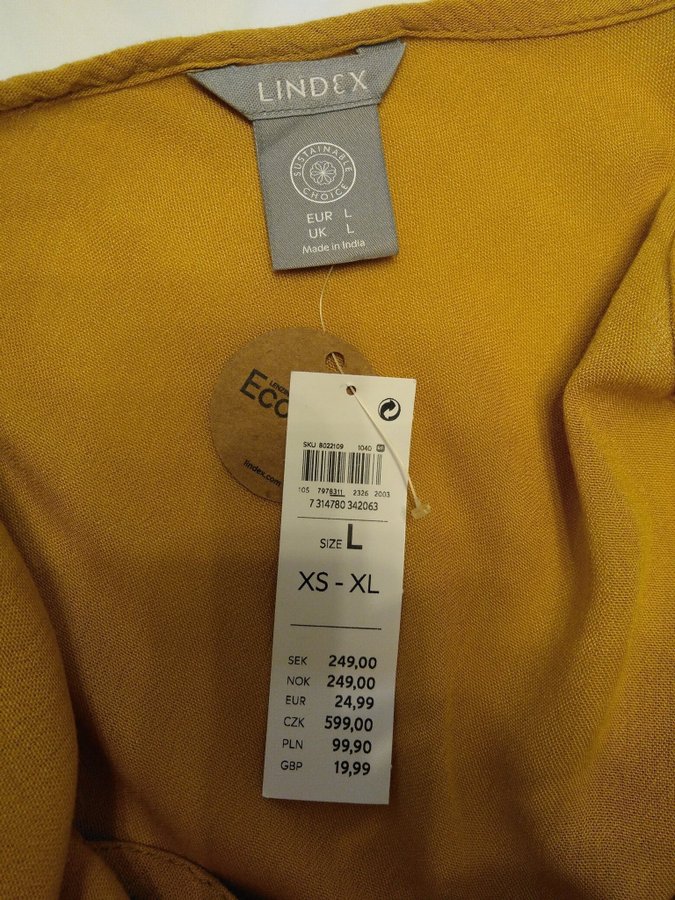 LINDEX
SUSTAINABLE CHOICE
EUR L
UK L
Made in India
Eco
lindex.com
SKU 8022109 1040
105 7978311 2326 2003
7 314780 342063
SIZE L
XS - XL
SEK 249,00
NOK 249,00
EUR 24,99
CZK 599,00
PLN 99,90
GBP 19,99